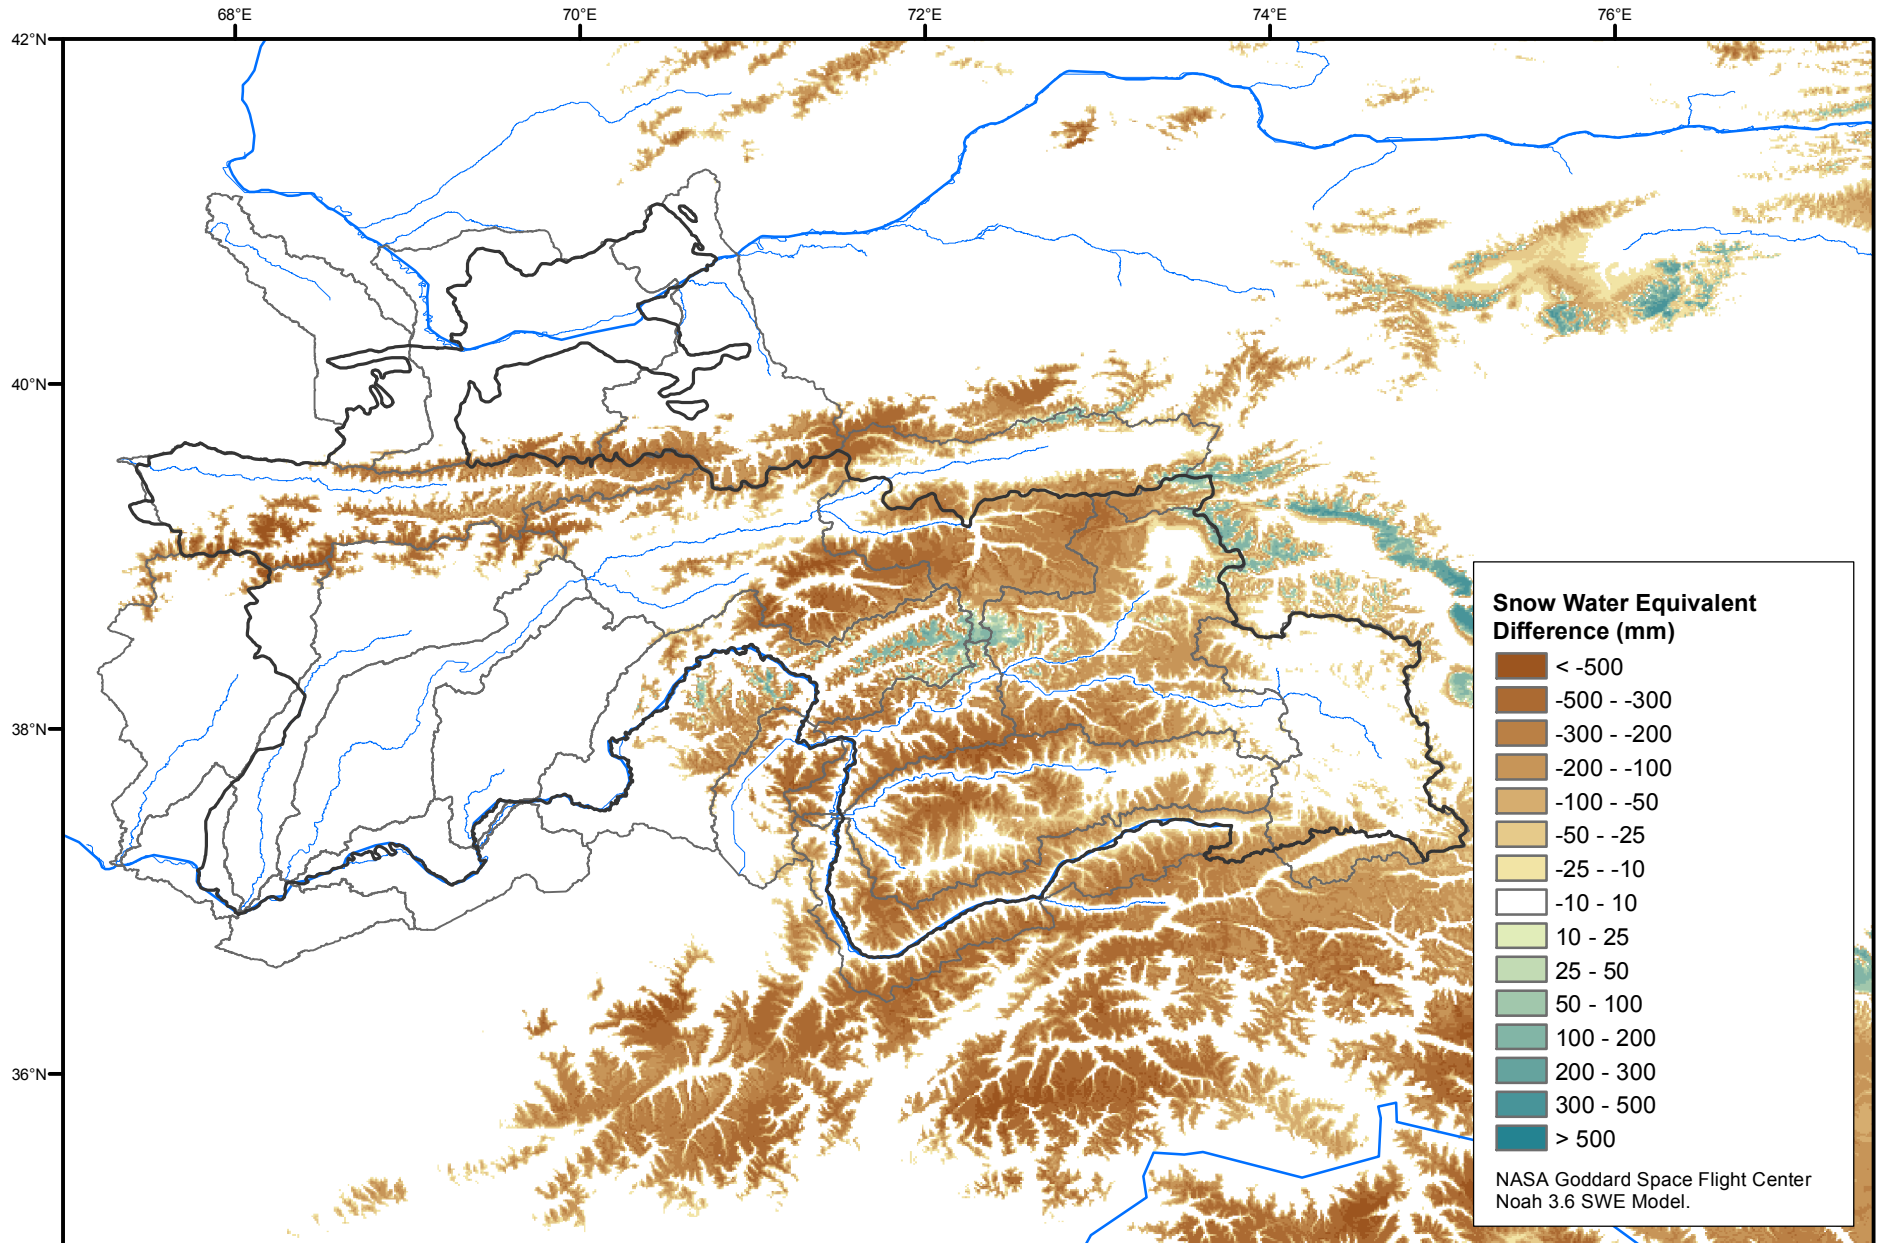 68°E 70°E 72°E 74°E 76°E
42°N
40°N
38°N
36°N
Snow Water Equivalent
Difference (mm)
< -500
-500 - -300
-300 - -200
-200 - -100
-100 - -50
-50 - -25
-25 - -10
-10 - 10
10 - 25
25 - 50
50 - 100
100 - 200
200 - 300
300 - 500
> 500
NASA Goddard Space Flight Center
Noah 3.6 SWE Model.